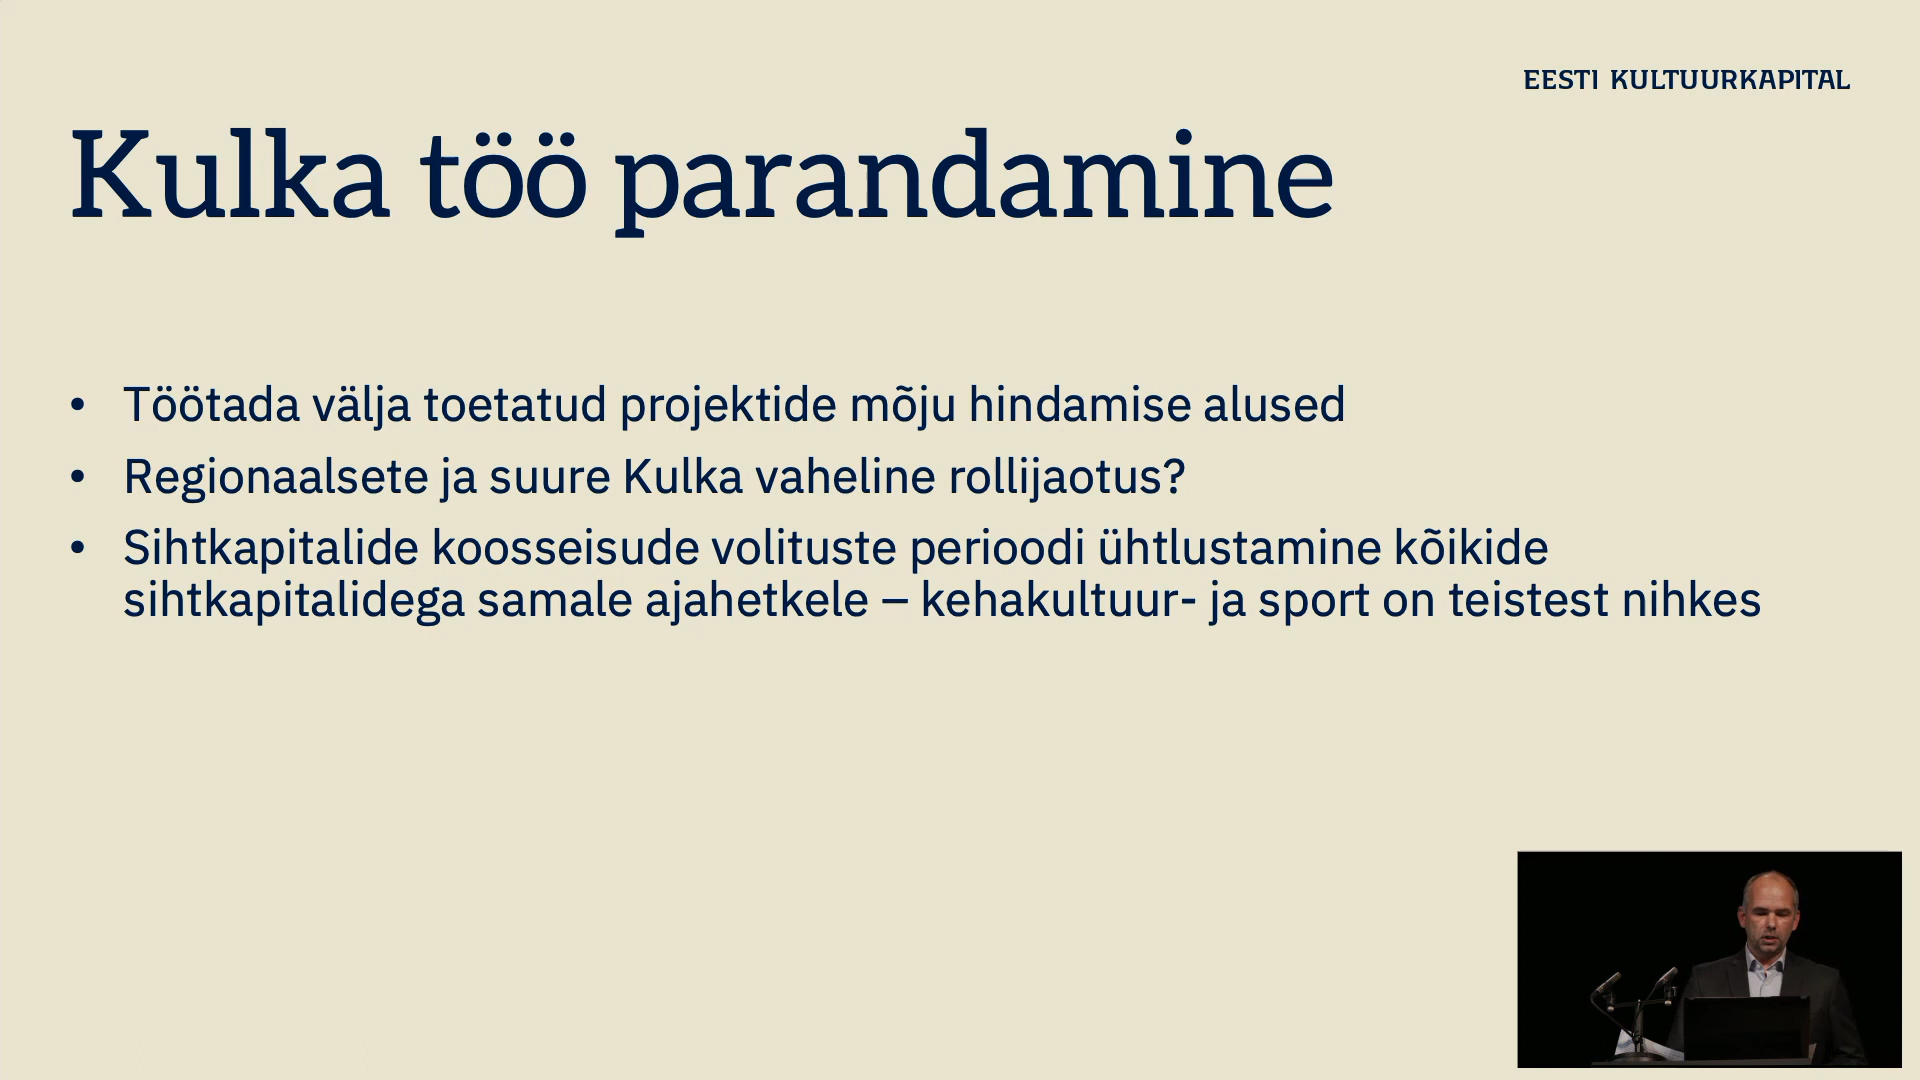 EESTI KULTUURKAPITAL
Kulka töö parandamine
• Töötada välja toetatud projektide mõju hindamise alused
• Regionaalsete ja suure Kulka vaheline rollijaotus?
• Sihtkapitalide koosseisude volituste perioodi ühtlustamine kõikide
sihtkapitalidega samale ajahetkele – kehakultuur- ja sport on teistest nihkes